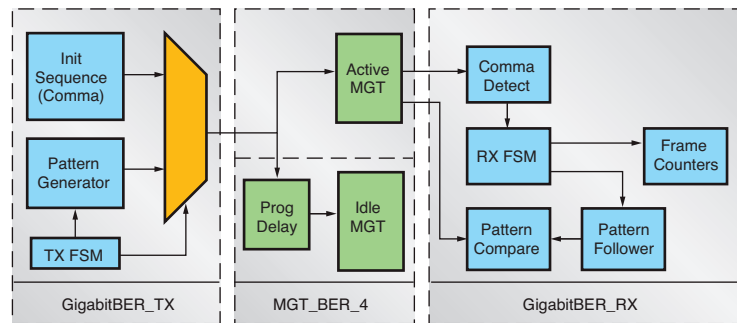 Init
Sequence
(Comma)
Pattern
Generator
TX FSM
GigabitBER_TX
Active
MGT
Prog
Delay
Idle
MGT
MGT_BER_4
Comma
Detect
RX FSM
Frame
Counters
Pattern
Compare
Pattern
Follower
GigabitBER_RX